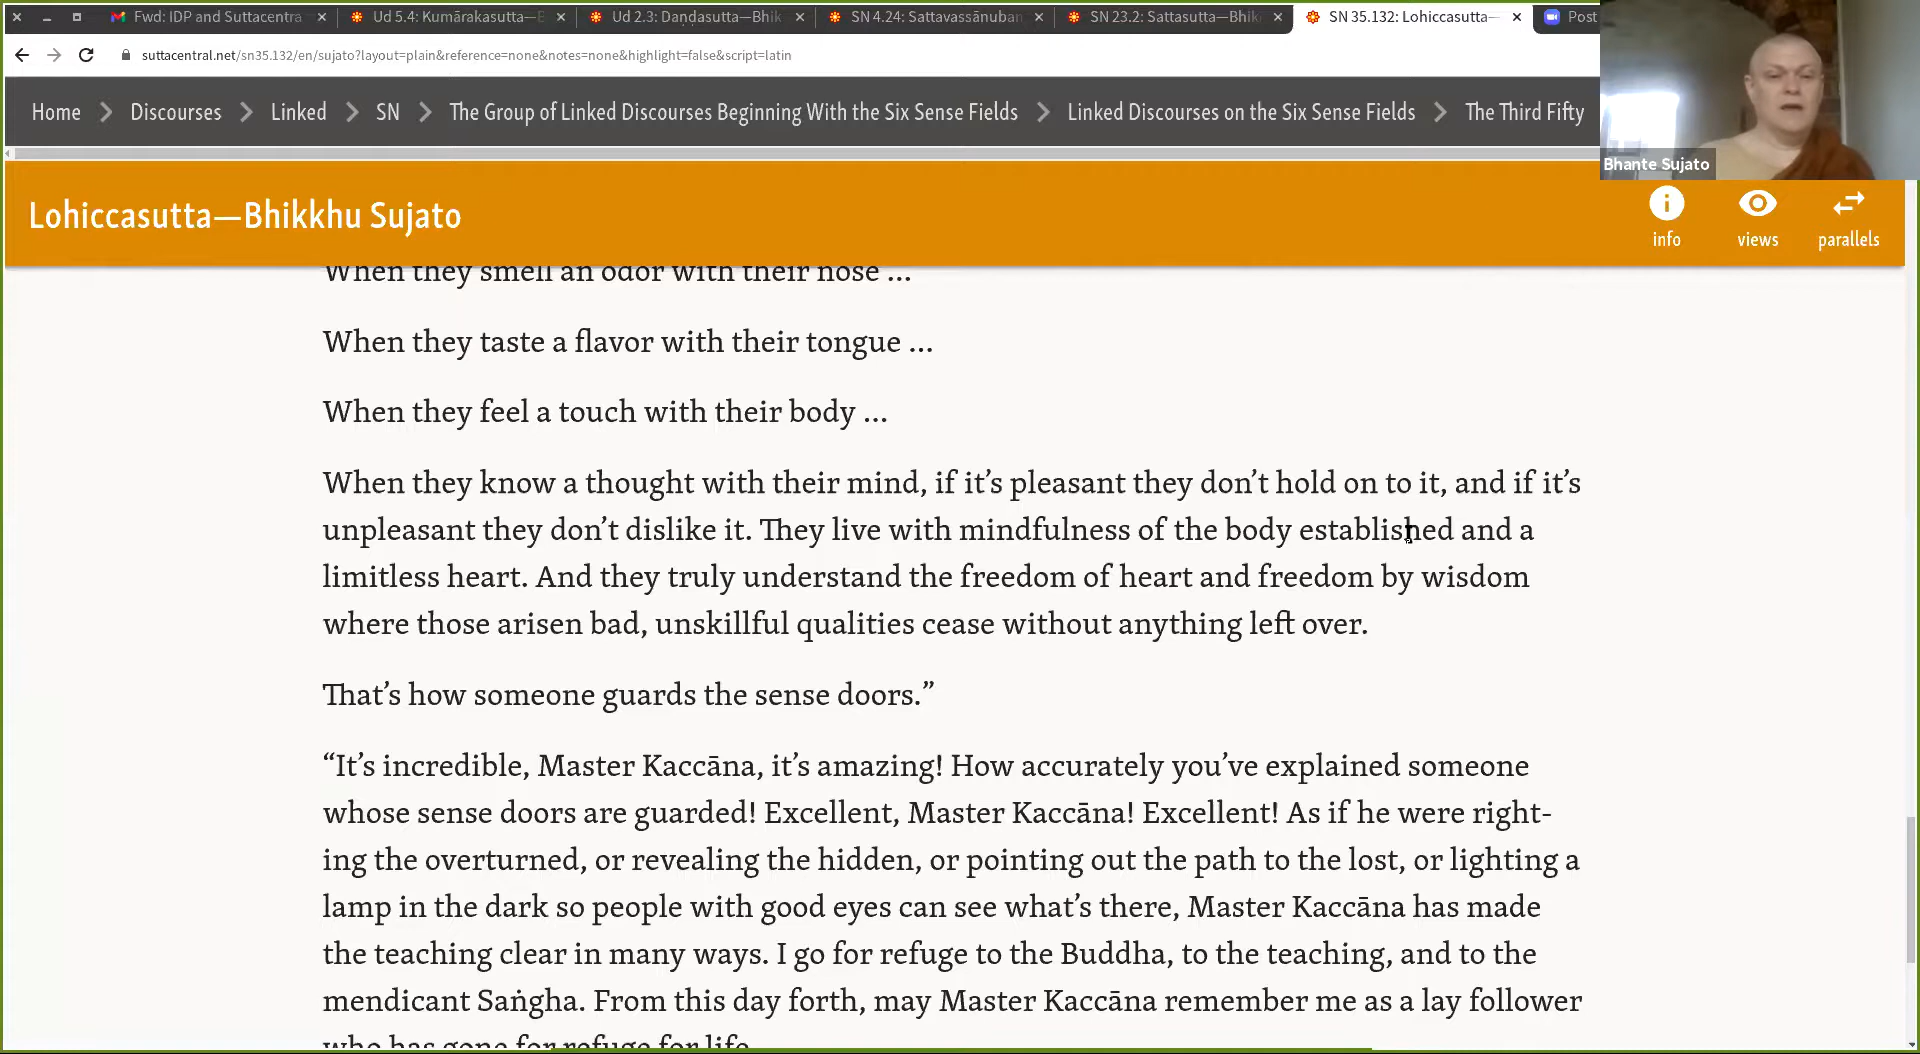 Fwd: IDP and Suttacentra
Ud 5.4: Kumārakasutta—B
Ud 2.3: Daṇḍasutta—Bhik
SN 4.24: Sattavassānuban
SN 23.2: Sattasutta—Bhik
SN 35.132: Lohiccasutta—
Post
suttacentral.net/sn35.132/en/sujato?layout=plain&reference=none&notes=none&highlight=false&script=latin
Home Discourses Linked SN The Group of Linked Discourses Beginning With the Six Sense Fields Linked Discourses on the Six Sense Fields The Third Fifty
Bhante Sujato
Lohiccasutta—Bhikkhu Sujato
info views parallels
When they smell an odor with their nose …
When they taste a flavor with their tongue …
When they feel a touch with their body …
When they know a thought with their mind, if it’s pleasant they don’t hold on to it, and if it’s
unpleasant they don’t dislike it. They live with mindfulness of the body established and a
limitless heart. And they truly understand the freedom of heart and freedom by wisdom
where those arisen bad, unskillful qualities cease without anything left over.
That’s how someone guards the sense doors.”
“It’s incredible, Master Kaccāna, it’s amazing! How accurately you’ve explained someone
whose sense doors are guarded! Excellent, Master Kaccāna! Excellent! As if he were right-
ing the overturned, or revealing the hidden, or pointing out the path to the lost, or lighting a
lamp in the dark so people with good eyes can see what’s there, Master Kaccāna has made
the teaching clear in many ways. I go for refuge to the Buddha, to the teaching, and to the
mendicant Saṅgha. From this day forth, may Master Kaccāna remember me as a lay follower
who has gone for refuge for life.